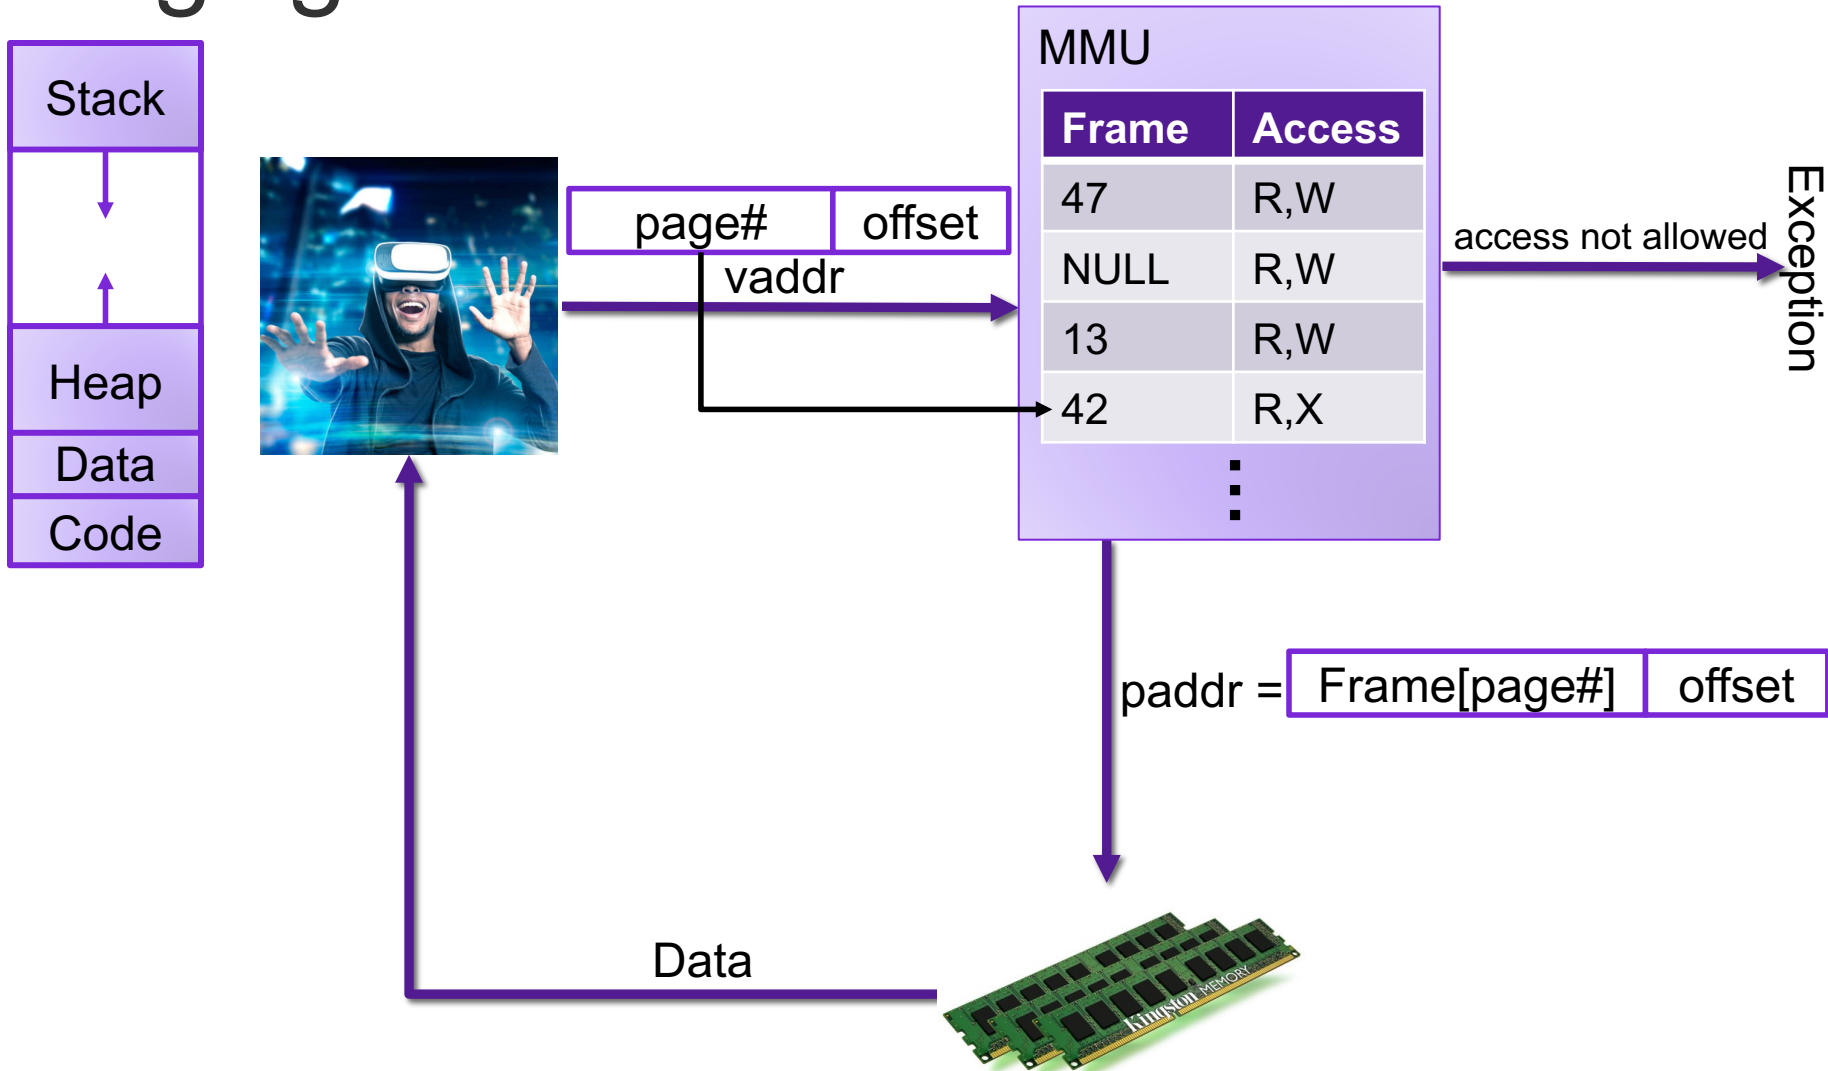 Stack
Heap
Data
Code
page# offset
vaddr
MMU
Frame Access
47 R,W
NULL R,W
13 R,W
42 R,X
access not allowed
Exception
paddr = Frame[page#] offset
Data
Kingston MEMORY